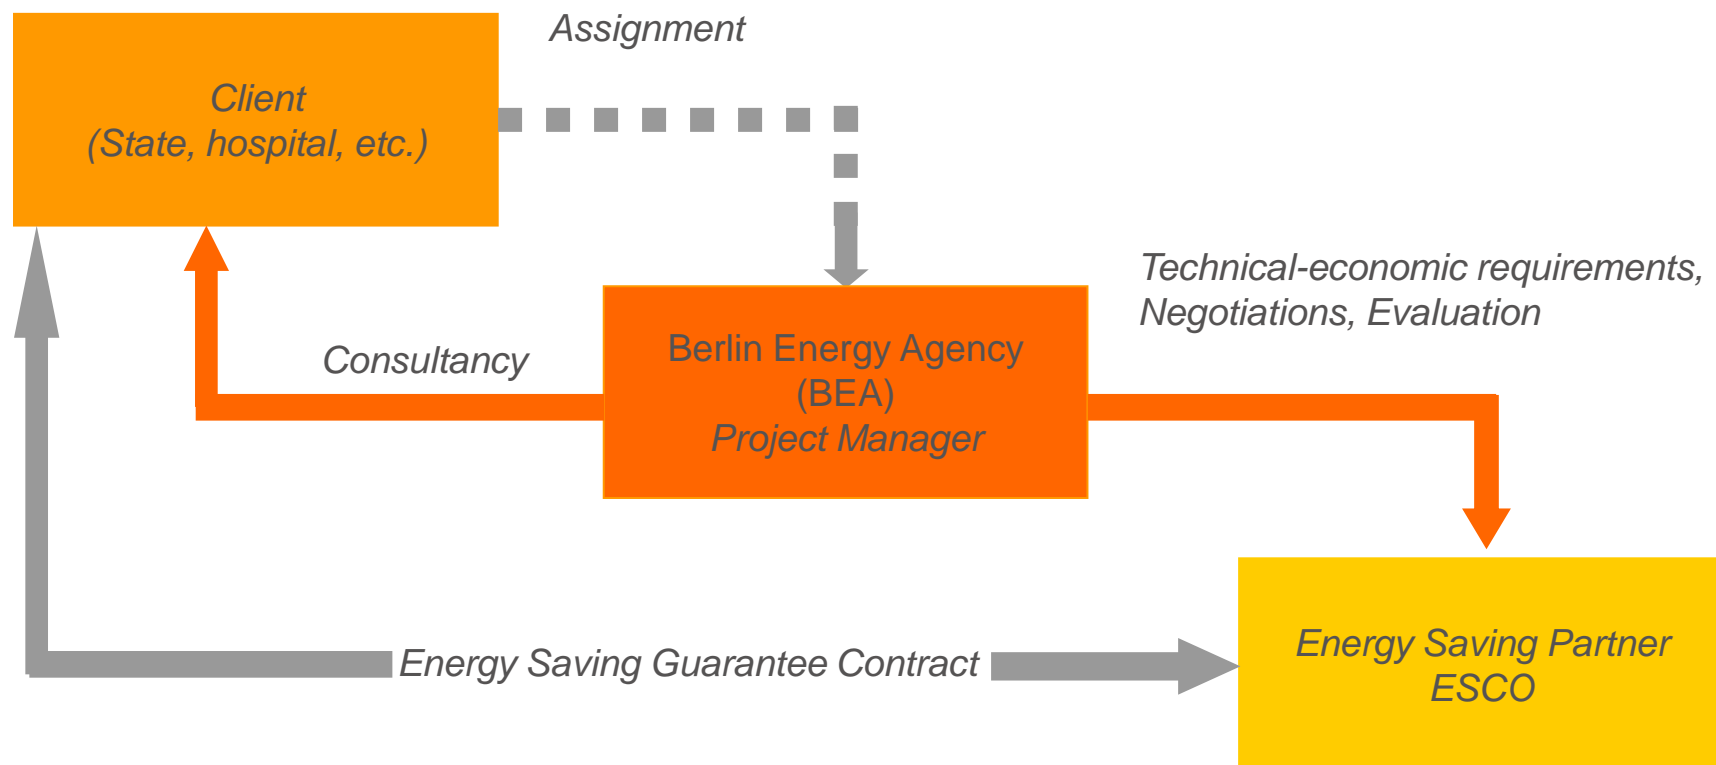 Assignment
Client
(State, hospital, etc.)
Technical-economic requirements,
Negotiations, Evaluation
Berlin Energy Agency
(BEA)
Project Manager
Consultancy
Energy Saving Guarantee Contract
Energy Saving Partner
ESCO